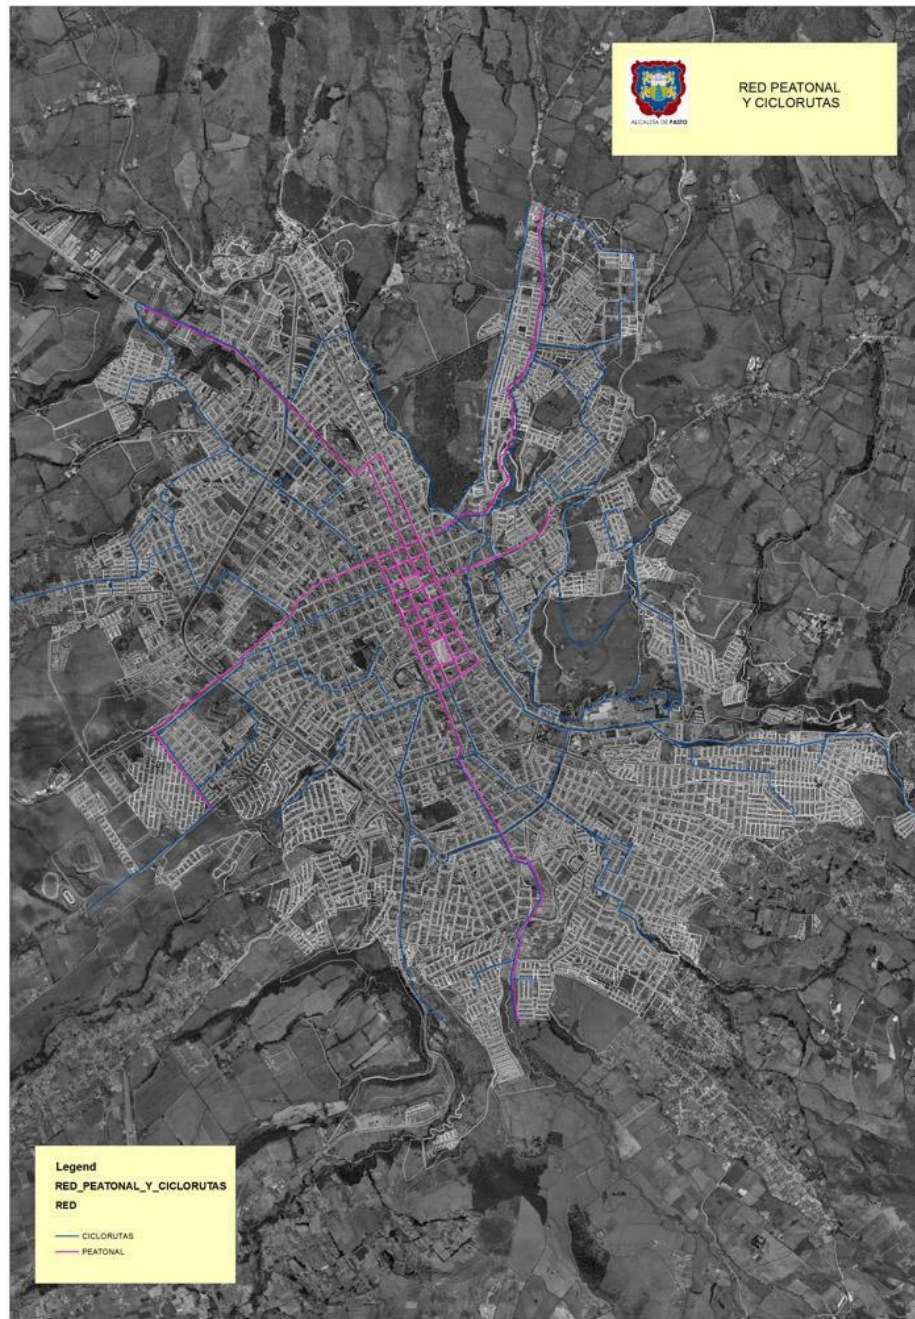 RED PEATONAL
Y CICLORUTAS
ALCALDÍA DE PASTO
Legend
RED_PEATONAL_Y_CICLORUTAS
RED
CICLORUTAS
PEATONAL